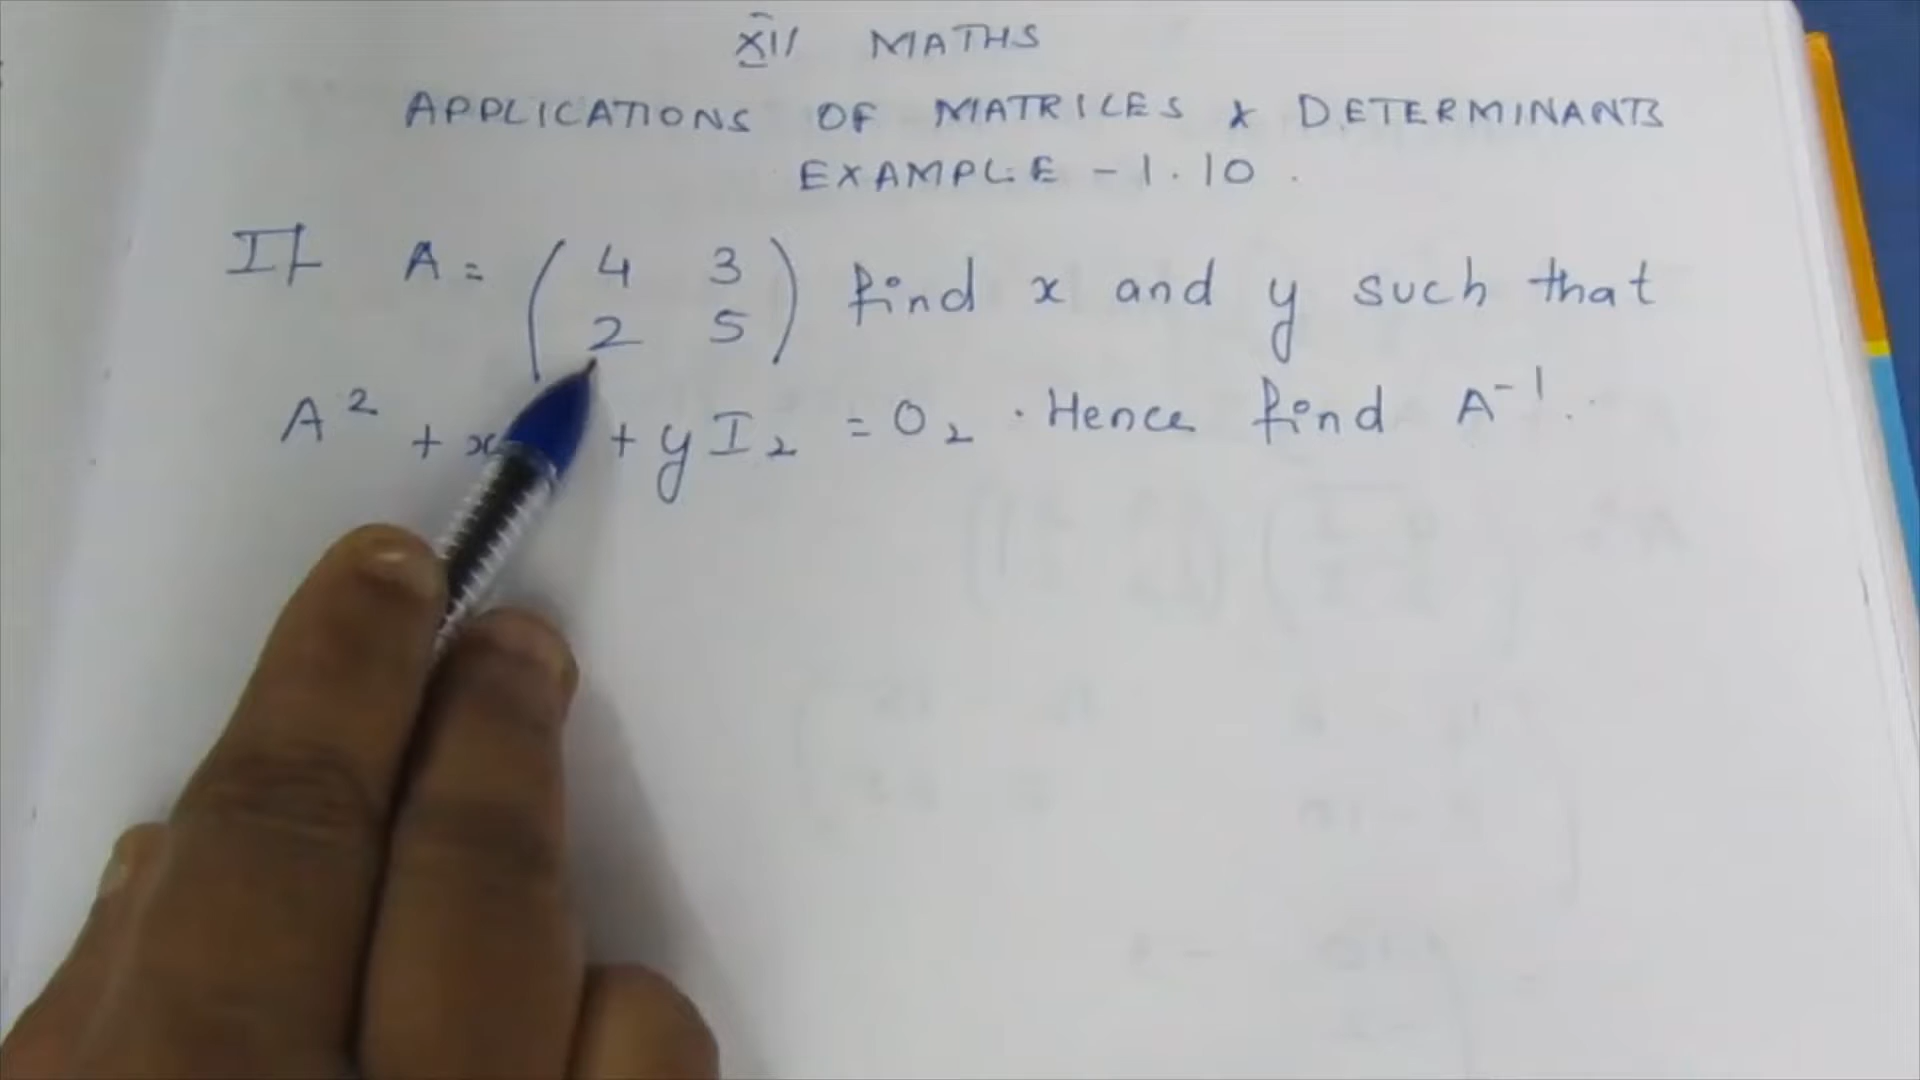 XII MATHS
APPLICATIONS OF MATRICES & DETERMINANTS
EXAMPLE - 1.10.
If A = ( 4 3 ) find x and y such that
2 5
A² + x + y I₂ = O₂. Hence find A⁻¹.